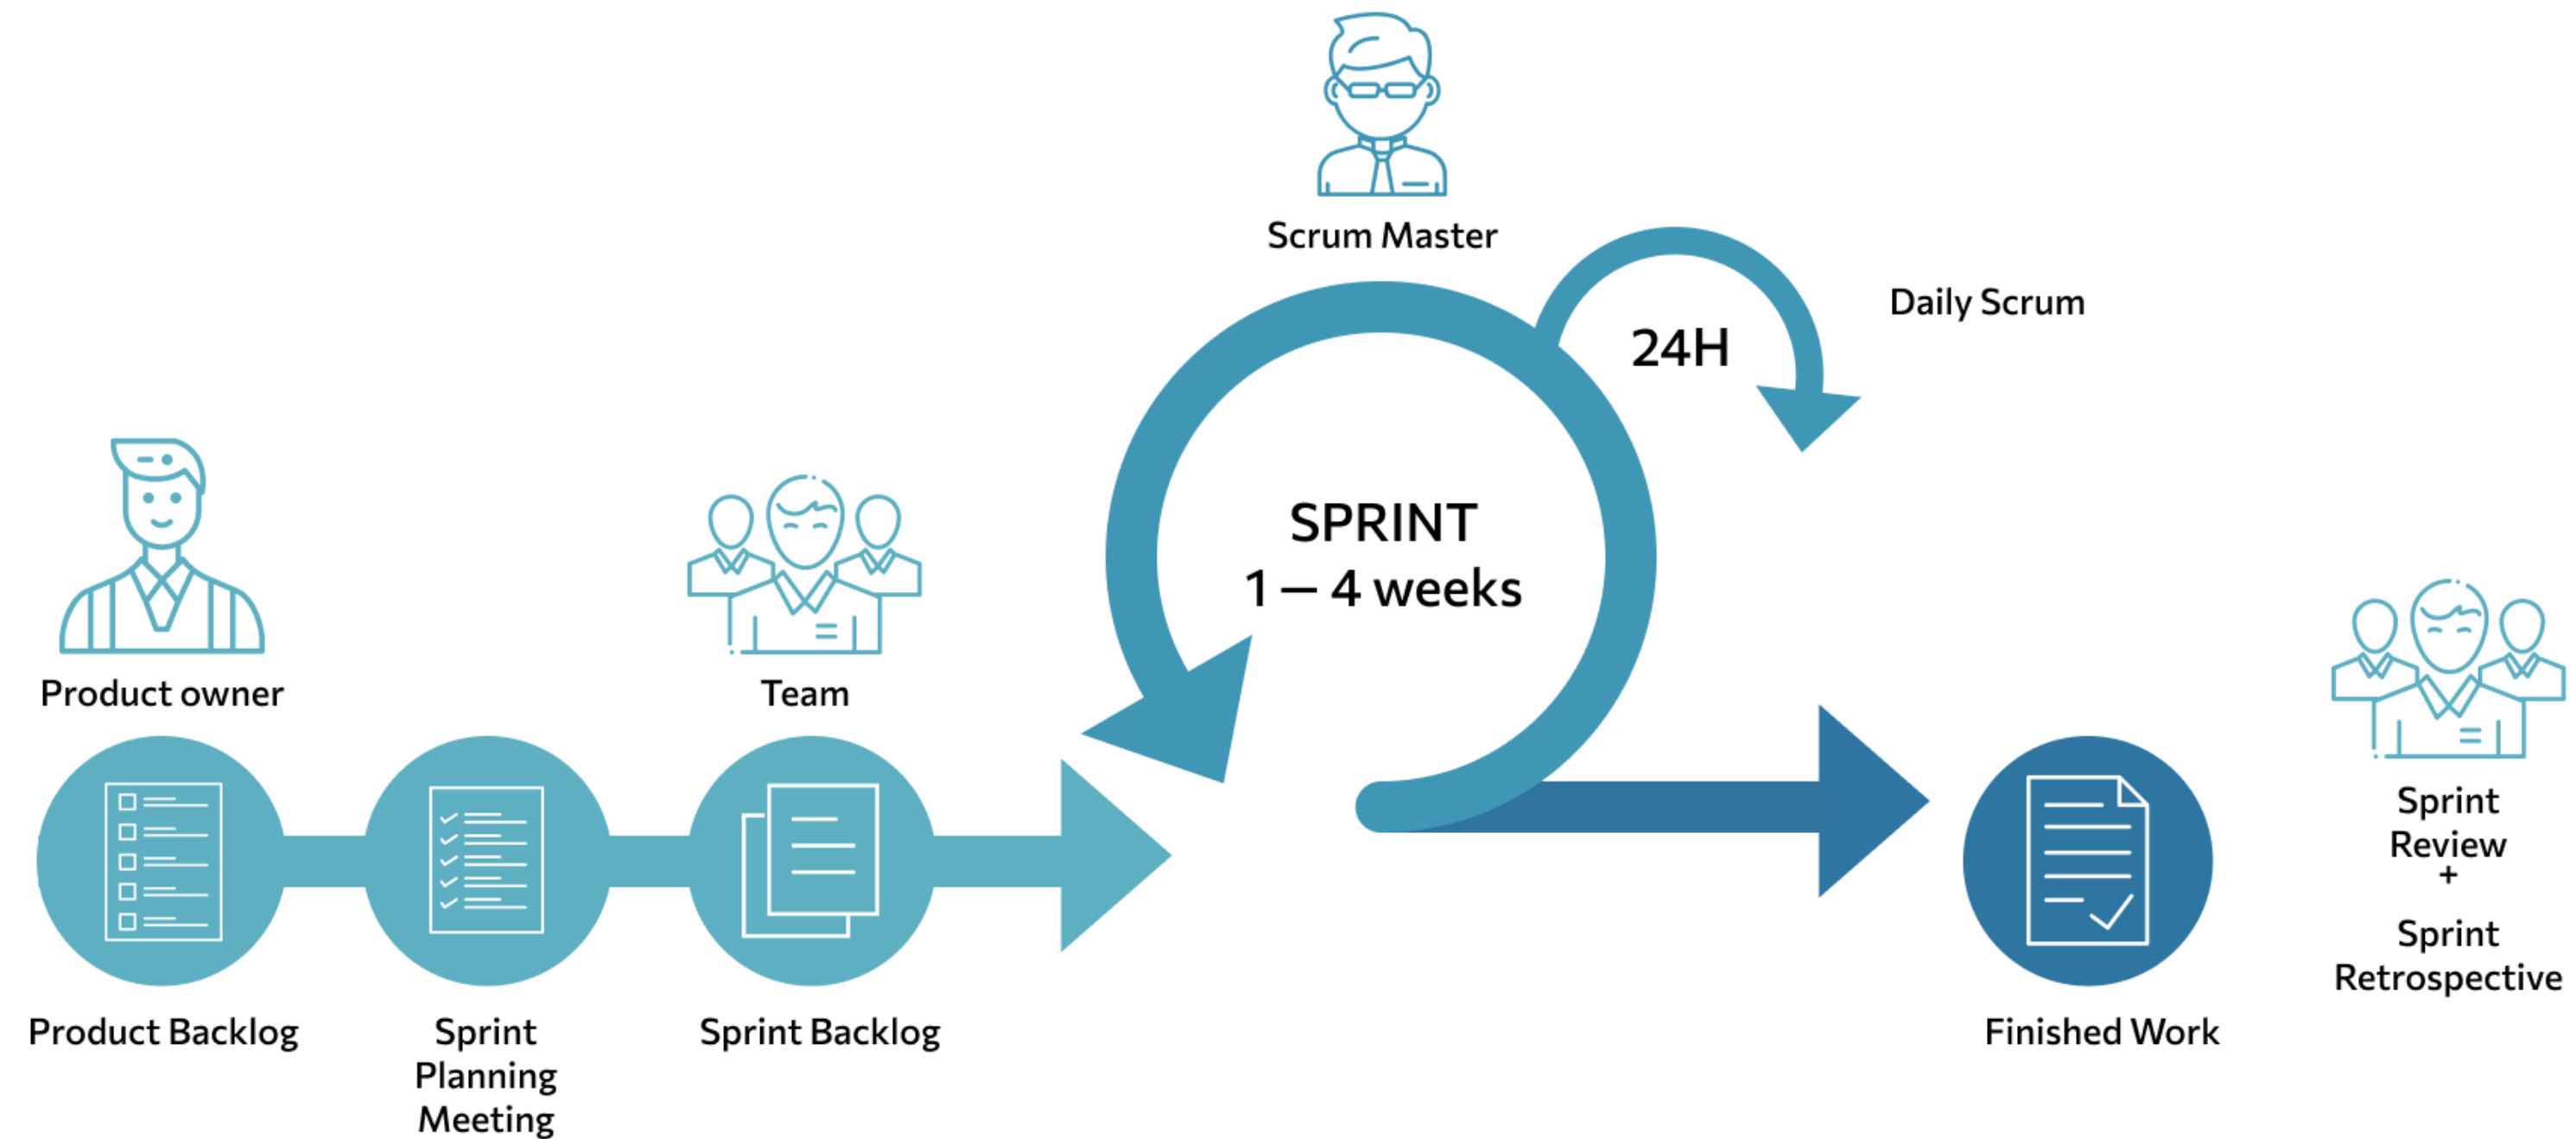 Scrum Master
Daily Scrum
24H
SPRINT
1 – 4 weeks
Product owner
Team
Product Backlog
Sprint
Planning
Meeting
Sprint Backlog
Finished Work
Sprint
Review
+
Sprint
Retrospective